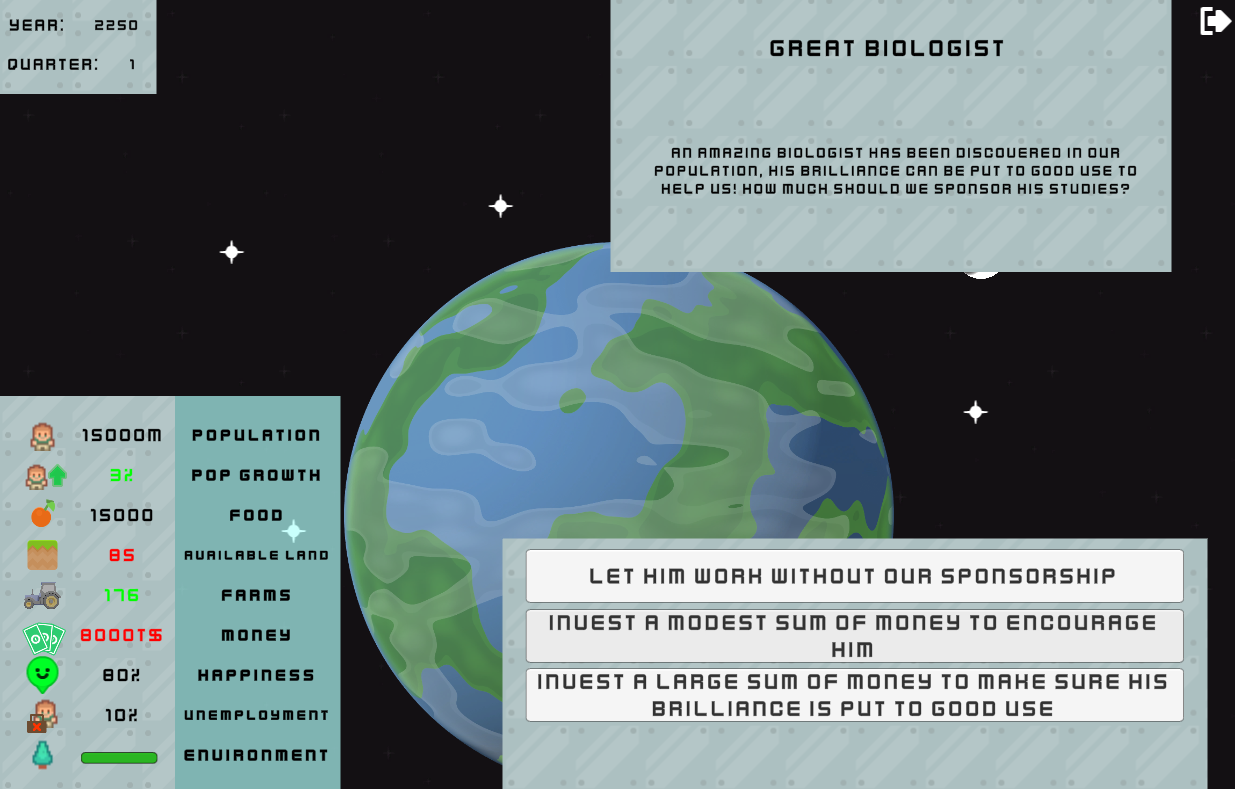 YEAR: 2250
QUARTER: 1
GREAT BIOLOGIST
AN AMAZING BIOLOGIST HAS BEEN DISCOVERED IN OUR
POPULATION, HIS BRILLIANCE CAN BE PUT TO GOOD USE TO
HELP US! HOW MUCH SHOULD WE SPONSOR HIS STUDIES?
15000M POPULATION
3% POP GROWTH
15000 FOOD
85 AVAILABLE LAND
176 FARMS
8000T$ MONEY
80% HAPPINESS
10% UNEMPLOYMENT
ENVIRONMENT
LET HIM WORK WITHOUT OUR SPONSORSHIP
INVEST A MODEST SUM OF MONEY TO ENCOURAGE
HIM
INVEST A LARGE SUM OF MONEY TO MAKE SURE HIS
BRILLIANCE IS PUT TO GOOD USE